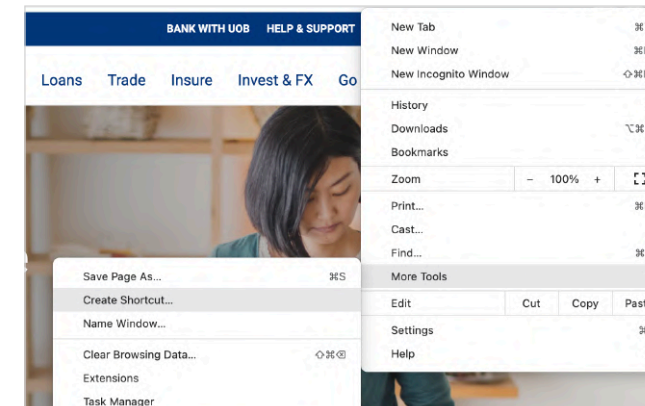 BANK WITH UOB HELP & SUPPORT
Loans Trade Insure Invest & FX Go
New Tab ⌘
New Window ⌘
New Incognito Window ⇧⌘
History
Downloads ⌥⌘
Bookmarks
Zoom − 100% +
Print... ⌘
Cast...
Find... ⌘
More Tools
Edit Cut Copy Past
Settings ⌘
Help
Save Page As... ⌘S
Create Shortcut...
Name Window...
Clear Browsing Data... ⇧⌘⌫
Extensions
Task Manager